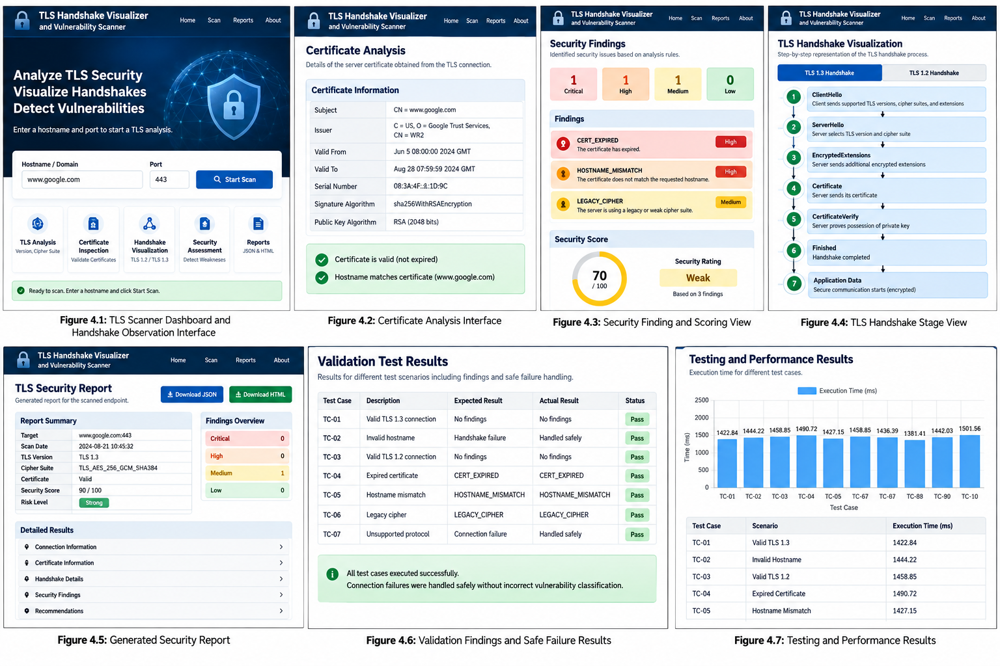 TLS Handshake Visualizer
and Vulnerability Scanner
Home Scan Reports About
Analyze TLS Security
Visualize Handshakes
Detect Vulnerabilities
Enter a hostname and port to start a TLS analysis.
Hostname / Domain Port
www.google.com 443 Start Scan
TLS Analysis
Version, Cipher Suite
Certificate
Inspection
Validate Certificates
Handshake
Visualization
TLS 1.2 / TLS 1.3
Security
Assessment
Detect Weakneses
Reports
JSON & HTML
Ready to scan. Enter a hostname and click Start Scan.
Figure 4.1: TLS Scanner Dashboard and
Handshake Observation Interface
TLS Handshake Visualizer
and Vulnerability Scanner
Home Scan Reports About
Certificate Analysis
Details of the server certificate obtained from the TLS connection.
Certificate Information
Subject CN = www.google.com
Issuer C = US, O = Google Trust Services,
CN = WR2
Valid From Jun 5 08:00:00 2024 GMT
Valid To Aug 28 07:59:59 2024 GMT
Serial Number 08:3A:4F: :1D:9C
Signature Algorithm sha256WithRSAEncryption
Public Key Algorithm RSA (2048 bits)
Certificate is valid (not expired)
Hostname matches certificate (www.google.com)
Figure 4.2: Certificate Analysis Interface
TLS Handshake Visualizer
and Vulnerability Scanner
Home Scan Reports About
Security Findings
Identified security issues based on analysis rules.
1 1 1 0
Critical High Medium Low
Findings
CERT_EXPIRED High
The certificate has expired.
HOSTNAME_MISMATCH High
The certificate does not match the requested hostname.
LEGACY_CIPHER Medium
The server is using a legacy or weak cipher suite.
Security Score
70
/ 100
Security Rating
Weak
Based on 3 findings
Figure 4.3: Security Finding and Scoring View
TLS Handshake Visualizer
and Vulnerability Scanner
Home Scan Reports About
TLS Handshake Visualization
Step-by-step representation of the TLS handshake process.
TLS 1.3 Handshake TLS 1.2 Handshake
1 ClientHello
Client sends supported TLS versions, cipher suites, and extensions
2 ServerHello
Server selects TLS version and cipher suite
3 EncryptedExtensions
Server sends additional encrypted extensions
4 Certificate
Server sends its certificate
5 CertificateVerify
Server proves possession of private key
6 Finished
Handshake completed
7 Application Data
Secure communication starts (encrypted)
Figure 4.4: TLS Handshake Stage View
TLS Handshake Visualizer
and Vulnerability Scanner
Home Scan Reports About
TLS Security Report
Generated report for the scanned endpoint.
Download JSON Download HTML
Report Summary
Target www.google.com:443
Scan Date 2024-08-21 10:45:32
TLS Version TLS 1.3
Cipher Suite TLS_AES_256_GCM_SHA384
Certificate Valid
Security Score 90 / 100
Risk Level Strong
Findings Overview
Critical 0
High 0
Medium 1
Low 0
Detailed Results
Connection Information
Certificate Information
Handshake Details
Security Findings
Recommendations
Figure 4.5: Generated Security Report
Validation Test Results
Results for different test scenarios including findings and safe failure handling.
Test Case Description Expected Result Actual Result Status
TC-01 Valid TLS 1.3 connection No findings No findings Pass
TC-02 Invalid hostname Handshake failure Handled safely Pass
TC-03 Valid TLS 1.2 connection No findings No findings Pass
TC-04 Expired certificate CERT_EXPIRED CERT_EXPIRED Pass
TC-05 Hostname mismatch HOSTNAME_MISMATCH HOSTNAME_MISMATCH Pass
TC-06 Legacy cipher LEGACY_CIPHER LEGACY_CIPHER Pass
TC-07 Unsupported protocol Connection failure Handled safely Pass
All test cases executed successfully.
Connection failures were handled safely without incorrect vulnerability classification.
Figure 4.6: Validation Findings and Safe Failure Results
Testing and Performance Results
Execution time for different test cases.
Execution Time (ms)
Time (ms)
2500
2000
1500
1000
500
0
1422.84 1444.22 1458.85 1490.72 1427.15 1458.85 1436.39 1381.41 1442.03 1501.56
TC-01 TC-02 TC-03 TC-04 TC-05 TC-67 TC-87 TC-88 TC-90 TC-10
Test Case
Test Case Scenario Execution Time (ms)
TC-01 Valid TLS 1.3 1422.84
TC-02 Invalid Hostname 1444.22
TC-03 Valid TLS 1.2 1458.85
TC-04 Expired Certificate 1490.72
TC-05 Hostname Mismatch 1427.15
Figure 4.7: Testing and Performance Results